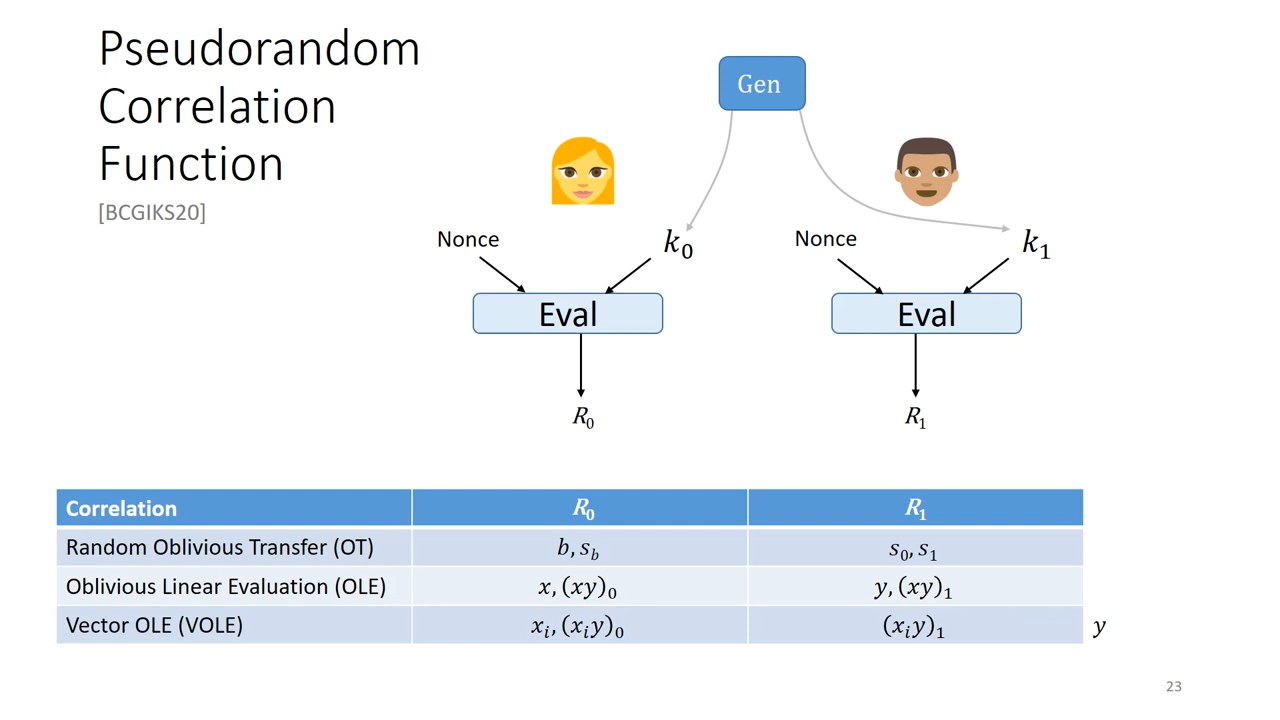 Pseudorandom
Correlation
Function
[BCGIKS20]
Gen
Nonce
k₀
Nonce
k₁
Eval
Eval
R₀
R₁
Correlation R₀ R₁
Random Oblivious Transfer (OT) b, s_b s₀, s₁
Oblivious Linear Evaluation (OLE) x, (xy)₀ y, (xy)₁
Vector OLE (VOLE) xᵢ, (xᵢy)₀ (xᵢy)₁ y
23